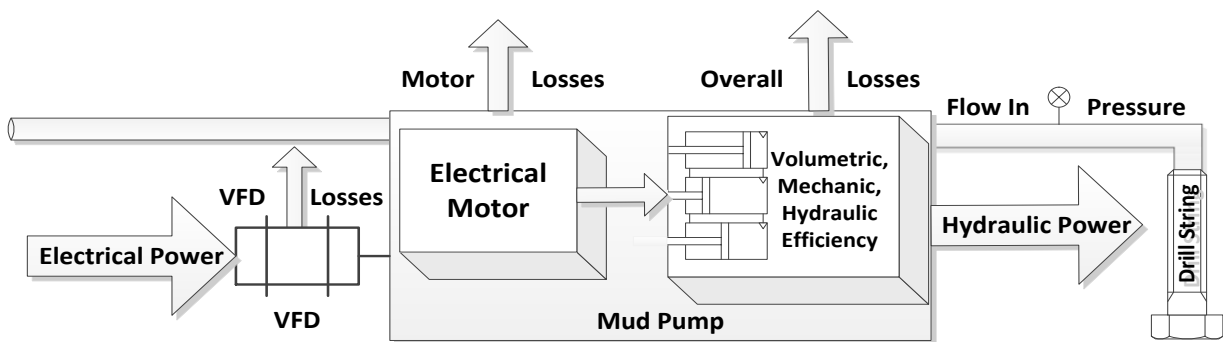 Motor Losses
Overall Losses
Flow In
Pressure
VFD Losses
Electrical
Motor
Volumetric,
Mechanic,
Hydraulic
Efficiency
Electrical Power
Hydraulic Power
Drill String
VFD
Mud Pump